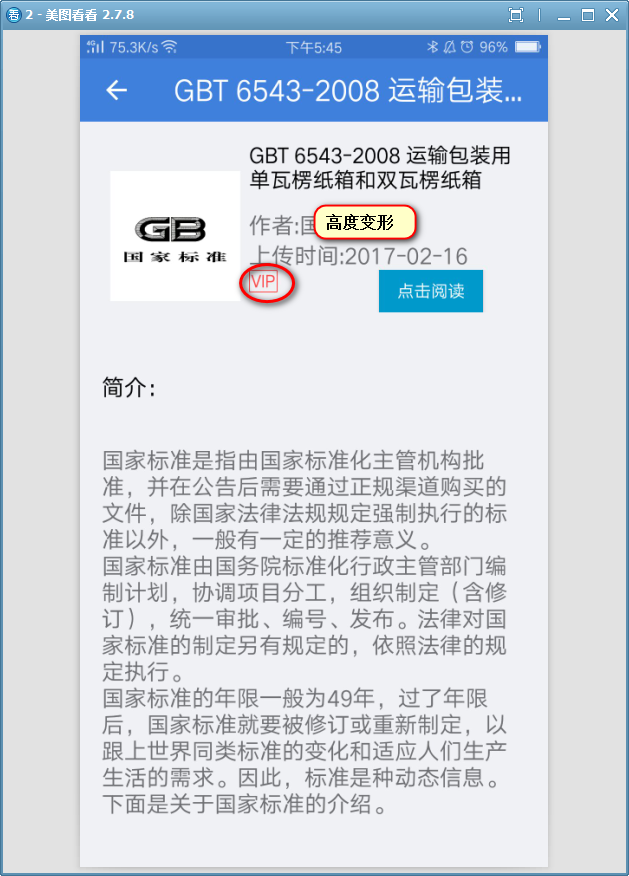 2 - 美图看看 2.7.8
75.3K/s
下午5:45
96%
GBT 6543-2008 运输包装...
GBT 6543-2008 运输包装用
单瓦楞纸箱和双瓦楞纸箱
GB
国家标准
作者:国
高度变形
上传时间:2017-02-16
VIP
点击阅读
简介：
国家标准是指由国家标准化主管机构批
准，并在公告后需要通过正规渠道购买的
文件，除国家法律法规规定强制执行的标
准以外，一般有一定的推荐意义。
国家标准由国务院标准化行政主管部门编
制计划，协调项目分工，组织制定（含修
订），统一审批、编号、发布。法律对国
家标准的制定另有规定的，依照法律的规
定执行。
国家标准的年限一般为49年，过了年限
后，国家标准就要被修订或重新制定，以
跟上世界同类标准的变化和适应人们生产
生活的需求。因此，标准是种动态信息。
下面是关于国家标准的介绍。